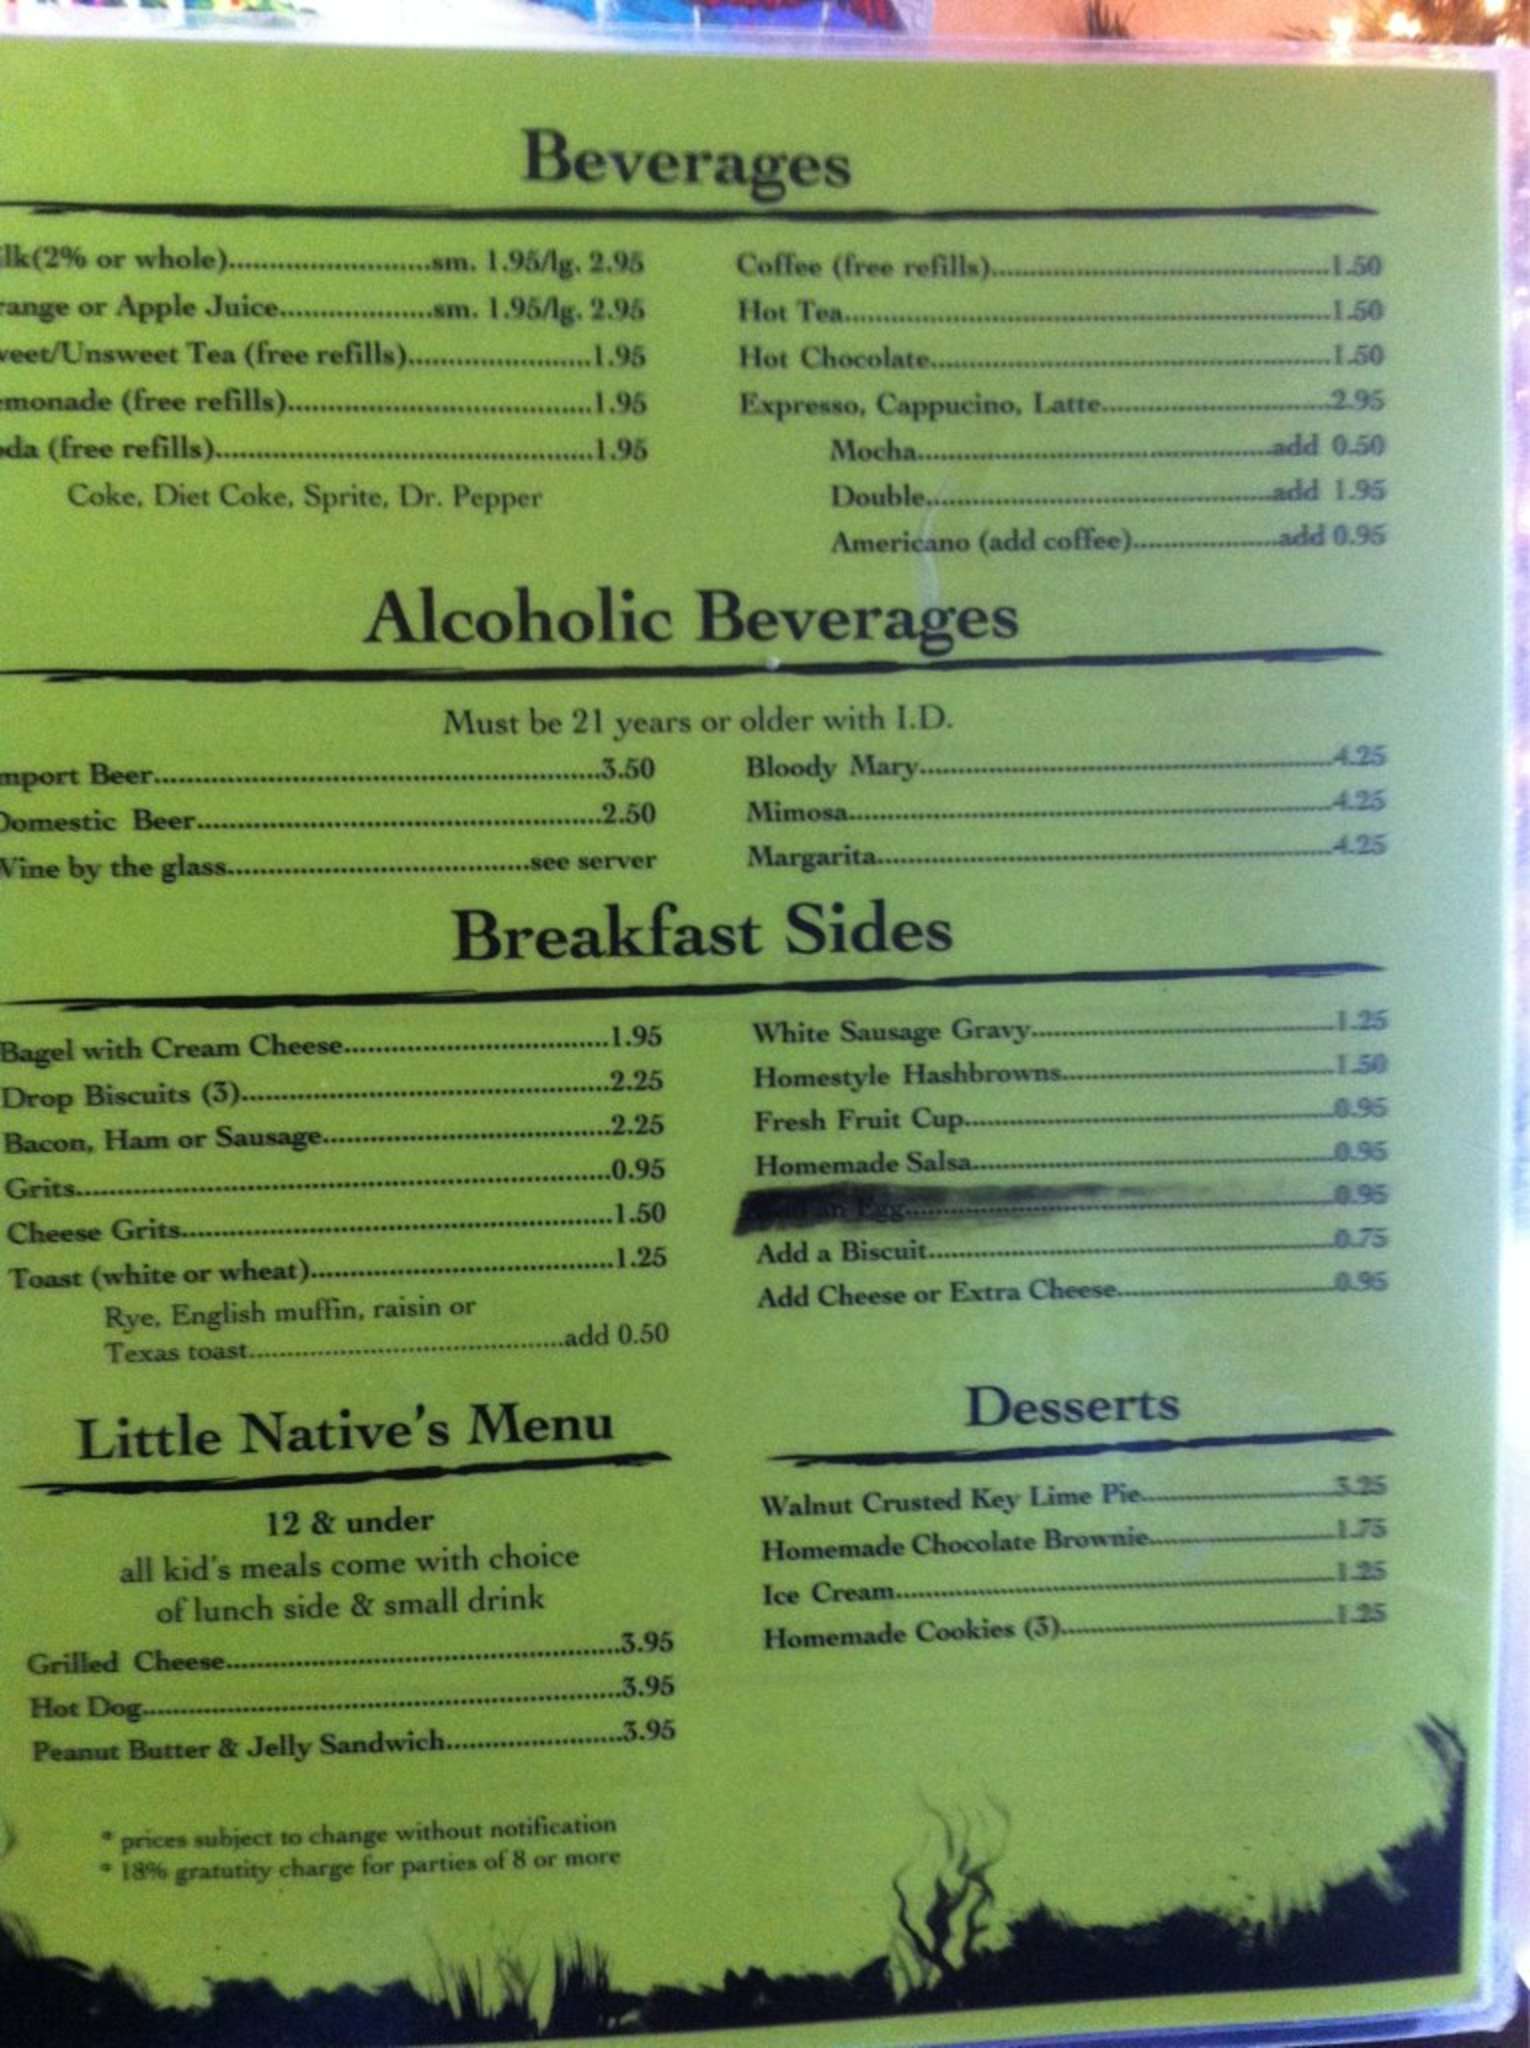 Beverages
ilk(2% or whole).........................sm. 1.95/lg. 2.95
range or Apple Juice...................sm. 1.95/lg. 2.95
weet/Unsweet Tea (free refills)......................1.95
emonade (free refills).....................................1.95
oda (free refills)..............................................1.95
Coke, Diet Coke, Sprite, Dr. Pepper
Coffee (free refills).........................................1.50
Hot Tea...........................................................1.50
Hot Chocolate.................................................1.50
Expresso, Cappucino, Latte............................2.95
Mocha...........................................add 0.50
Double..........................................add 1.95
Americano (add coffee)..................add 0.95
Alcoholic Beverages
Must be 21 years or older with I.D.
mport Beer......................................................3.50
Domestic Beer.................................................2.50
Wine by the glass....................................see server
Bloody Mary..................................................4.25
Mimosa...........................................................4.25
Margarita.......................................................4.25
Breakfast Sides
Bagel with Cream Cheese................................1.95
Drop Biscuits (3).............................................2.25
Bacon, Ham or Sausage...................................2.25
Grits.................................................................0.95
Cheese Grits....................................................1.50
Toast (white or wheat).....................................1.25
Rye, English muffin, raisin or
Texas toast......................................add 0.50
White Sausage Gravy.....................................1.25
Homestyle Hashbrowns.................................1.50
Fresh Fruit Cup.............................................0.95
Homemade Salsa............................................0.95
an Egg....................................................0.95
Add a Biscuit.................................................0.75
Add Cheese or Extra Cheese..........................0.95
Little Native's Menu
12 & under
all kid's meals come with choice
of lunch side & small drink
Grilled Cheese................................................3.95
Hot Dog..........................................................3.95
Peanut Butter & Jelly Sandwich.....................3.95
Desserts
Walnut Crusted Key Lime Pie.......................3.25
Homemade Chocolate Brownie......................1.75
Ice Cream......................................................1.25
Homemade Cookies (3)..................................1.25
* prices subject to change without notification
* 18% gratutity charge for parties of 8 or more